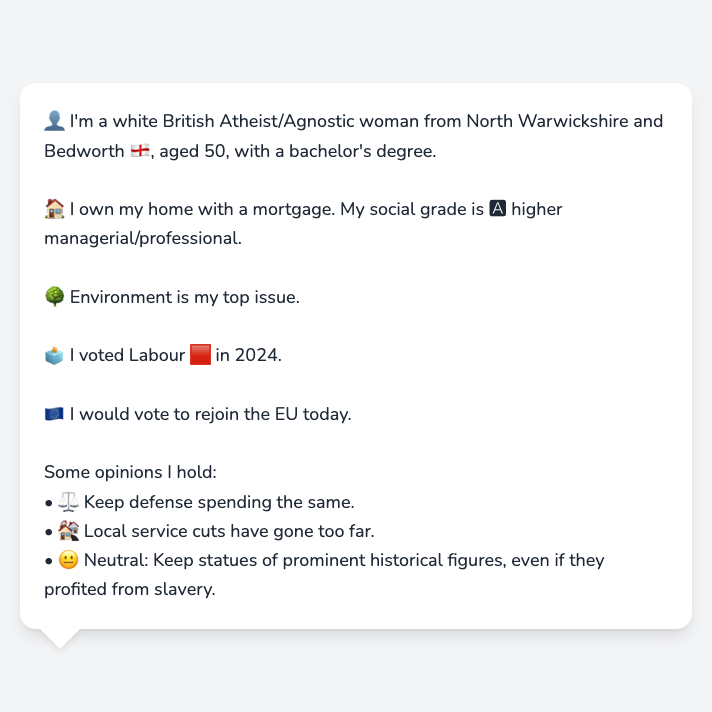 👤 I'm a white British Atheist/Agnostic woman from North Warwickshire and
Bedworth 🏴󠁧󠁢󠁥󠁮󠁧󠁿, aged 50, with a bachelor's degree.
🏠 I own my home with a mortgage. My social grade is 🅰 higher
managerial/professional.
🌳 Environment is my top issue.
🗳️ I voted Labour 🟥 in 2024.
🇪🇺 I would vote to rejoin the EU today.
Some opinions I hold:
• ⚖️ Keep defense spending the same.
• 🏚️ Local service cuts have gone too far.
• 😐 Neutral: Keep statues of prominent historical figures, even if they
profited from slavery.